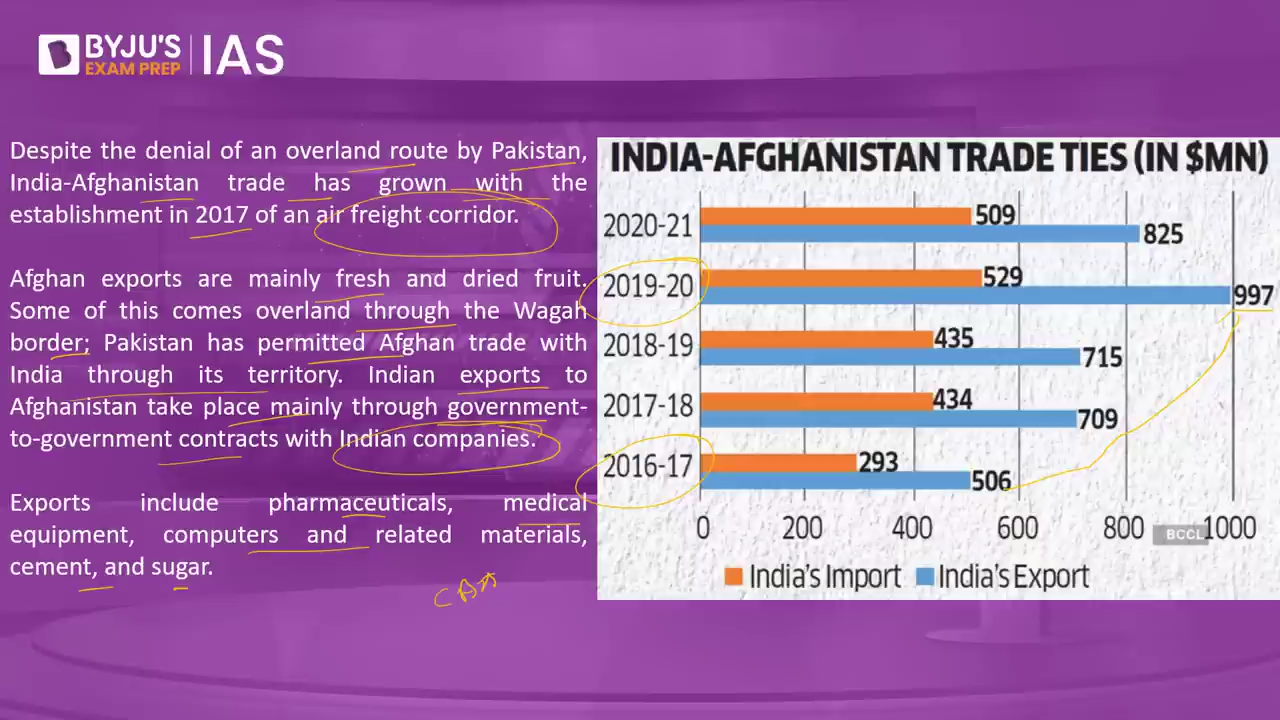 BYJU'S
EXAM PREP
IAS
Despite the denial of an overland route by Pakistan,
India-Afghanistan trade has grown with the
establishment in 2017 of an air freight corridor.
Afghan exports are mainly fresh and dried fruit.
Some of this comes overland through the Wagah
border; Pakistan has permitted Afghan trade with
India through its territory. Indian exports to
Afghanistan take place mainly through government-
to-government contracts with Indian companies.
Exports include pharmaceuticals, medical
equipment, computers and related materials,
cement, and sugar.
INDIA-AFGHANISTAN TRADE TIES (IN $MN)
2020-21 509
825
2019-20 529
997
2018-19 435
715
2017-18 434
709
2016-17 293
506
0 200 400 600 800 1000
BCCL
India's Import India's Export